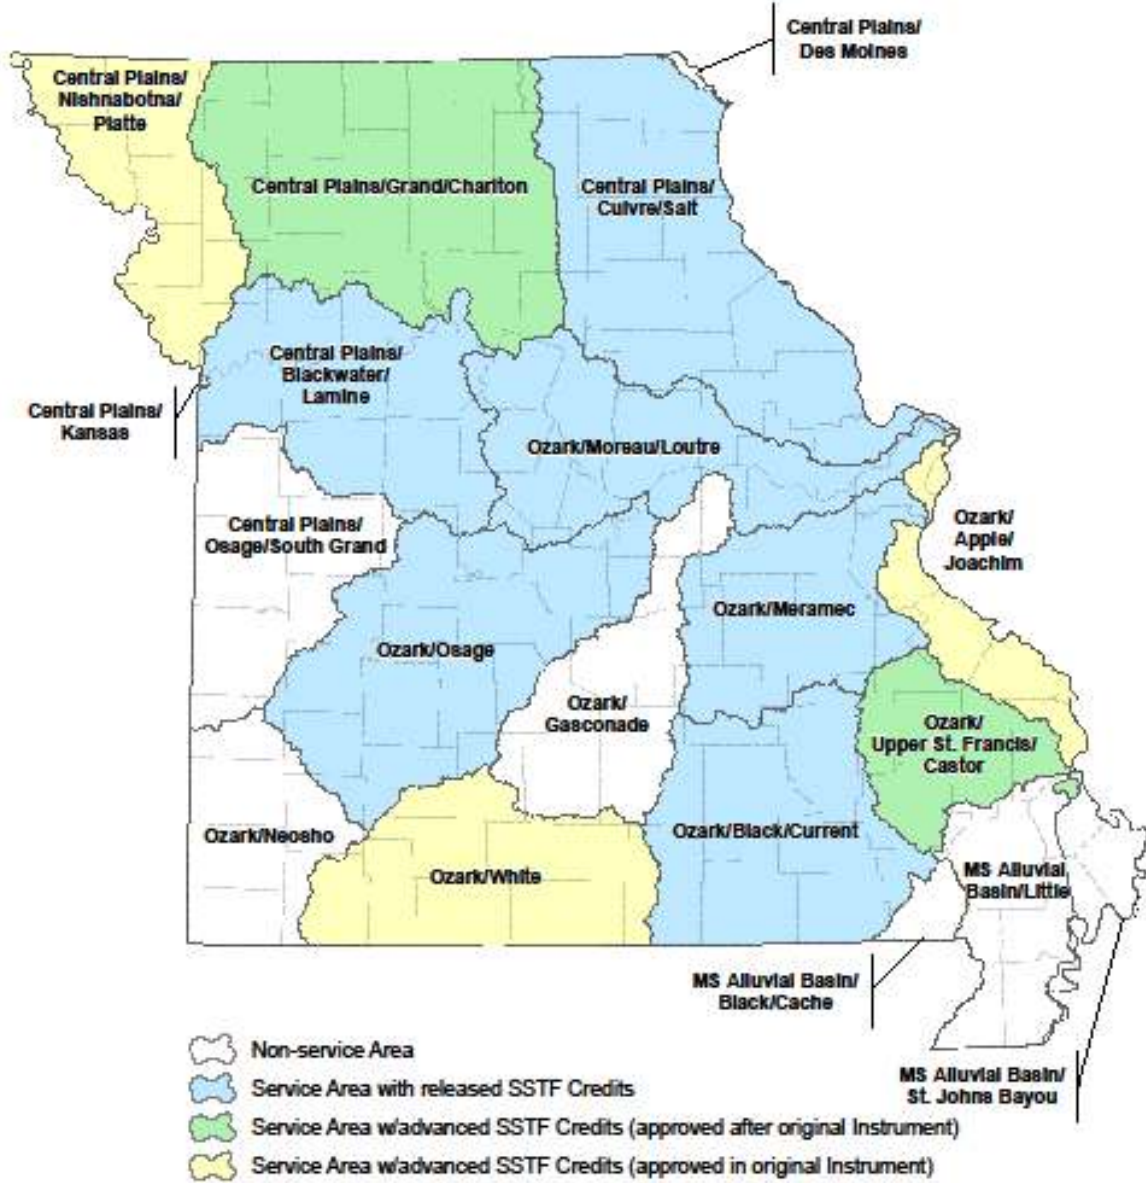 Central Plains/
Des Moines
Central Plains/
Nishnabotna/
Platte
Central Plains/Grand/Chariton
Central Plains/
Cuivre/Salt
Central Plains/
Blackwater/
Lamine
Central Plains/
Kansas
Ozark/Moreau/Loutre
Central Plains/
Osage/South Grand
Ozark/
Apple/
Joachim
Ozark/Meramec
Ozark/Osage
Ozark/
Gasconade
Ozark/
Upper St. Francis/
Castor
Ozark/Neosho
Ozark/Black/Current
Ozark/White
MS Alluvial
Basin/Little
MS Alluvial Basin/
Black/Cache
MS Alluvial Basin/
St. Johns Bayou
Non-service Area
Service Area with released SSTF Credits
Service Area w/advanced SSTF Credits (approved after original Instrument)
Service Area w/advanced SSTF Credits (approved in original Instrument)